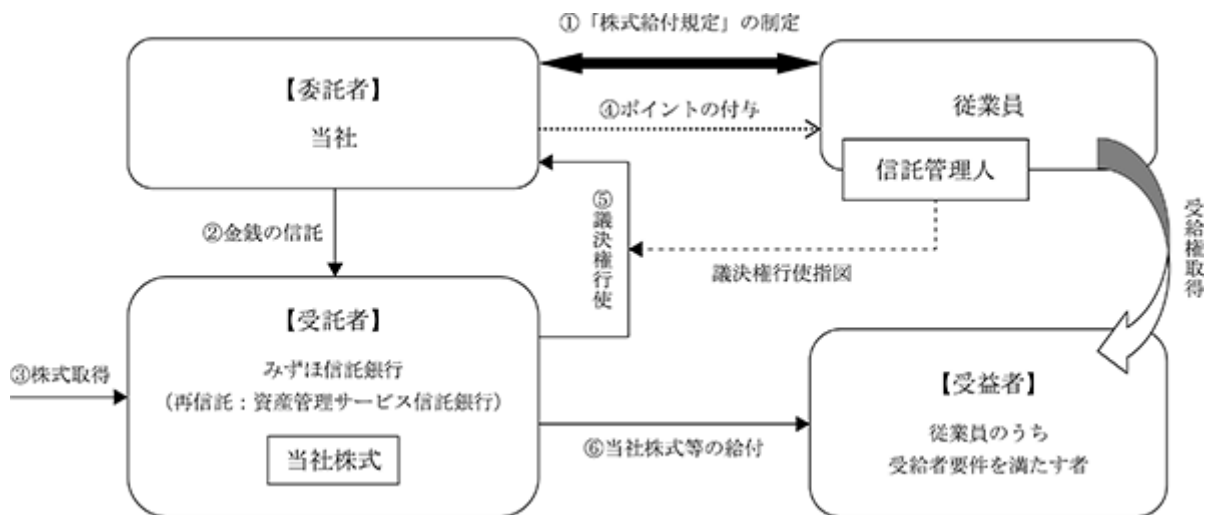 ①「株式給付規定」の制定
【委託者】
当社
④ポイントの付与
従業員
信託管理人
②金銭の信託
⑤議決権行使
議決権行使指図
受給権取得
【受託者】
みずほ信託銀行
（再信託：資産管理サービス信託銀行）
当社株式
③株式取得
⑥当社株式等の給付
【受益者】
従業員のうち
受給者要件を満たす者